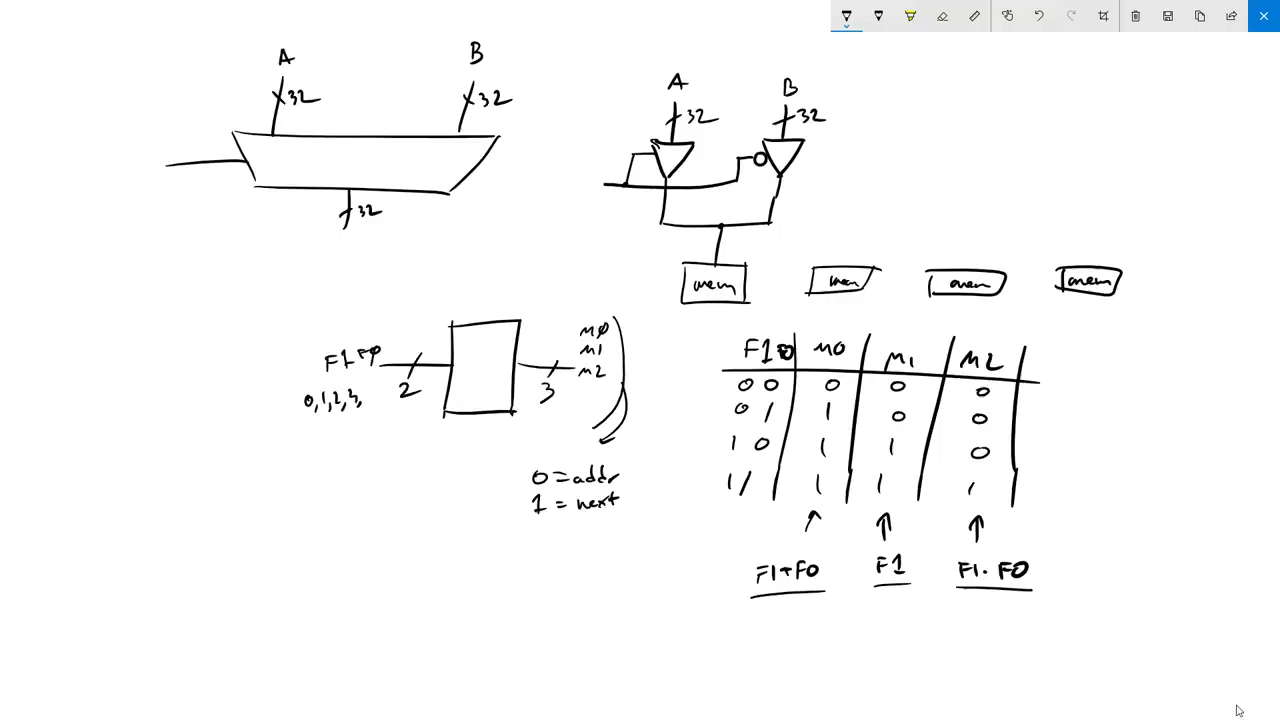 A B
32 32
32
A B
32 32
mem mem mem mem
F1 F0
0,1,2,3,
2
3
M0
M1
M2
0 = addr
1 = next
F1 0 M0 M1 M2
0 0 0 0 0
0 1 1 0 0
1 0 1 1 0
1 1 1 1 1
F1+F0 F1 F1·F0